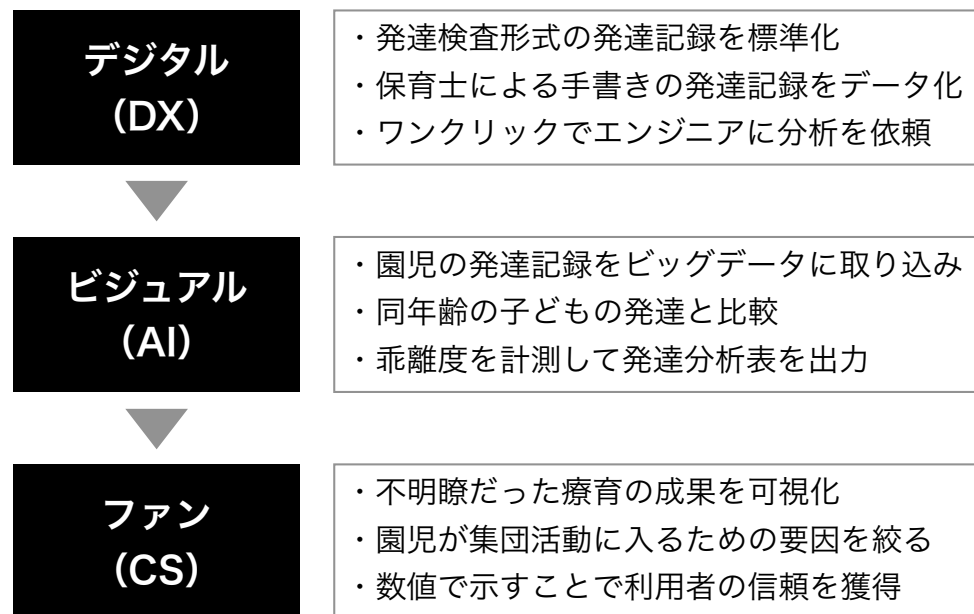 デジタル
（DX）
・発達検査形式の発達記録を標準化
・保育士による手書きの発達記録をデータ化
・ワンクリックでエンジニアに分析を依頼
ビジュアル
（AI）
・園児の発達記録をビッグデータに取り込み
・同年齢の子どもの発達と比較
・乖離度を計測して発達分析表を出力
ファン
（CS）
・不明瞭だった療育の成果を可視化
・園児が集団活動に入るための要因を絞る
・数値で示すことで利用者の信頼を獲得